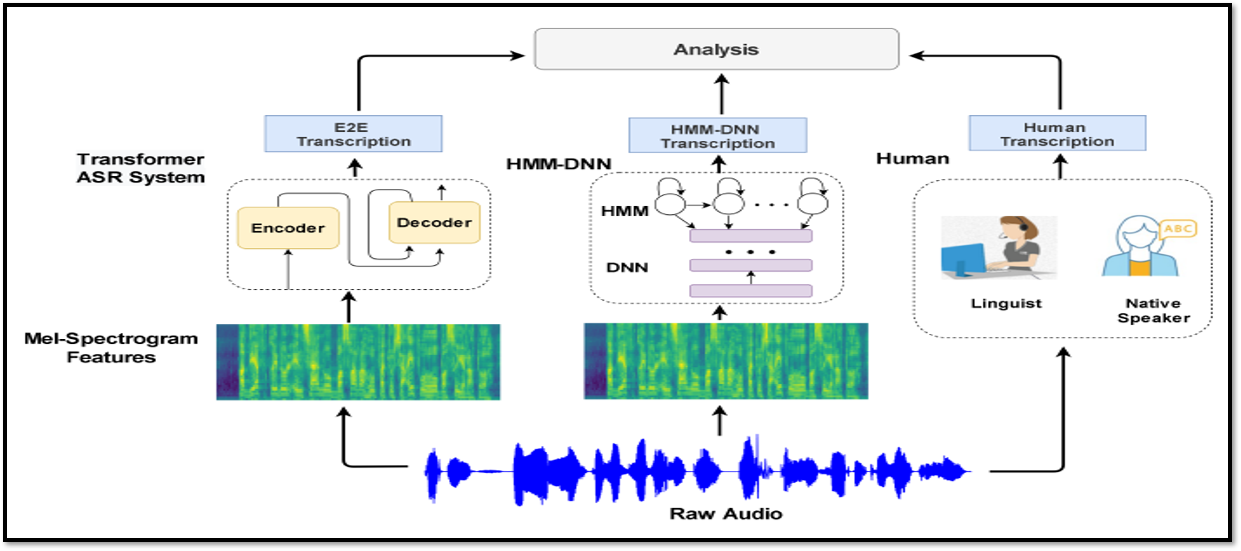 Analysis
E2E
Transcription
HMM-DNN
Transcription
Human
Transcription
Transformer
ASR System
HMM-DNN
Human
Encoder
Decoder
HMM
DNN
ABC
Linguist
Native
Speaker
Mel-Spectrogram
Features
Raw Audio